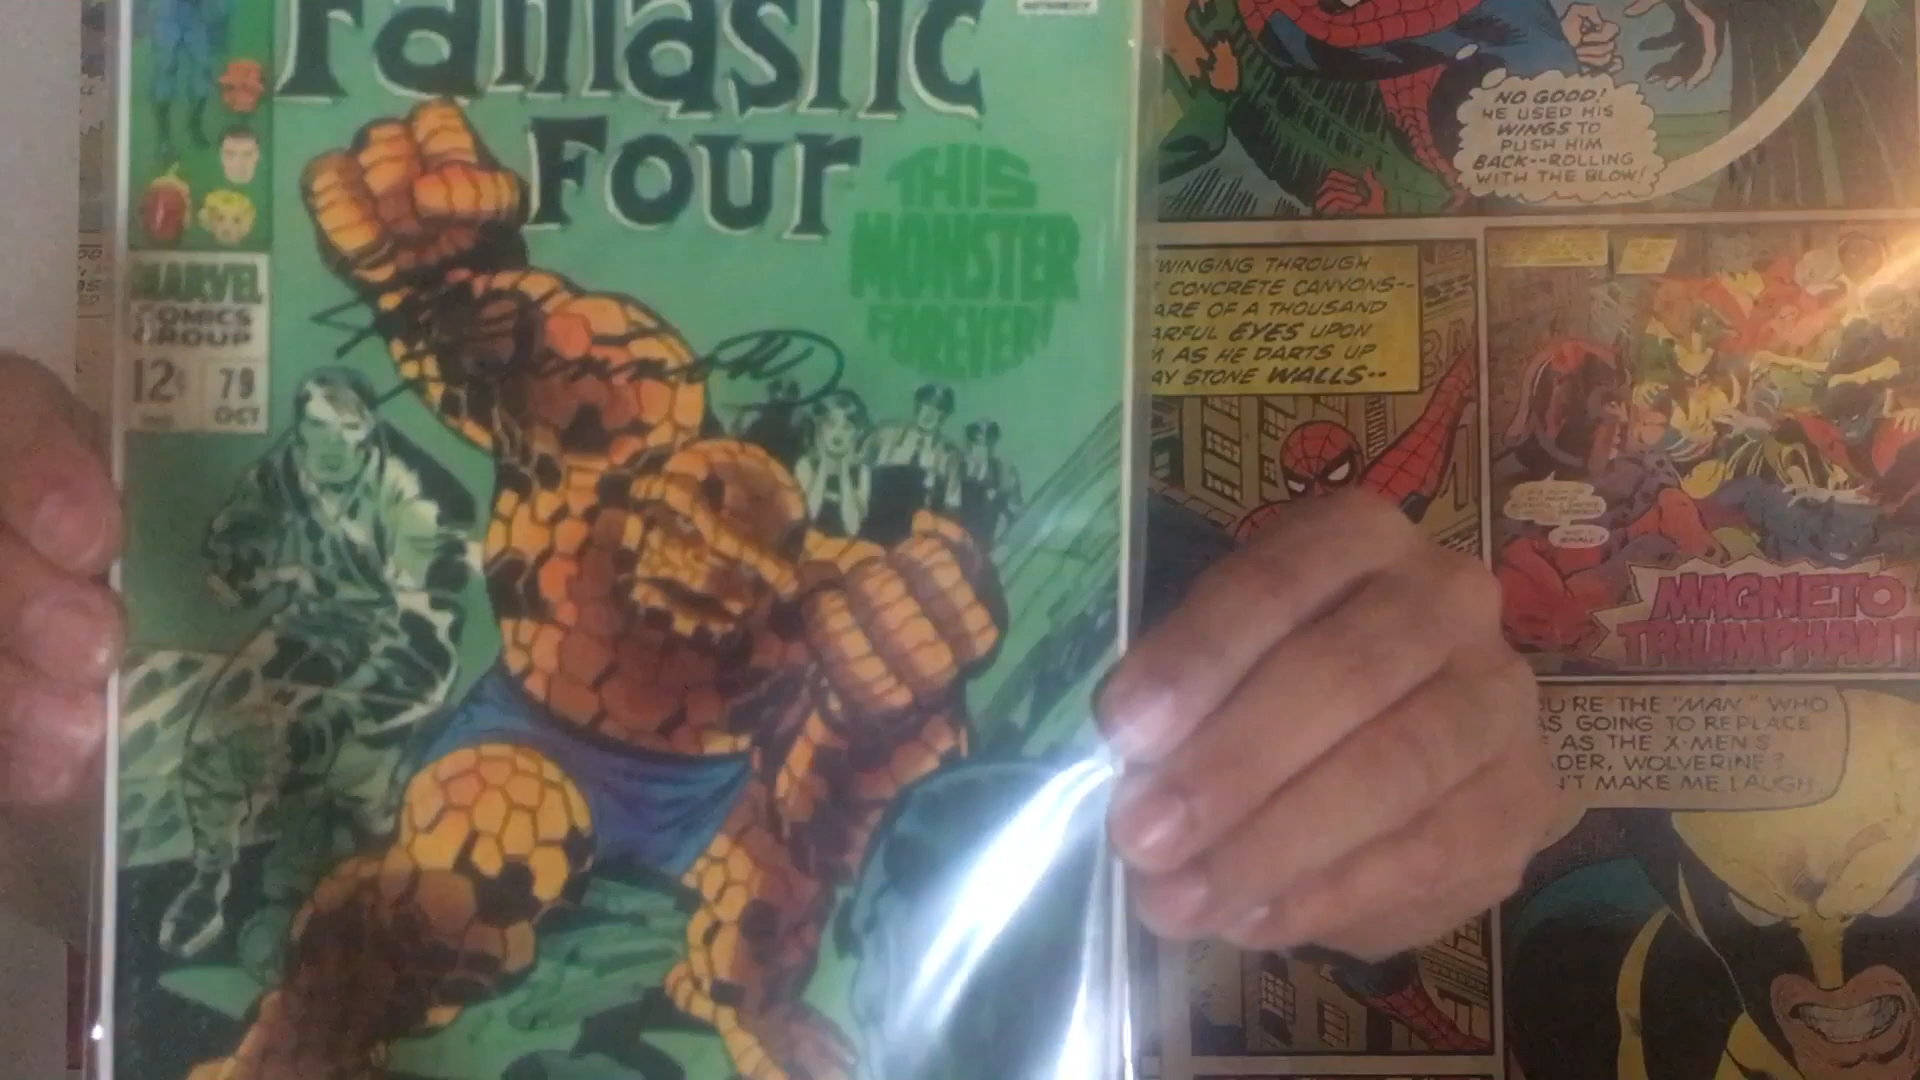 Fantastic
Four
THIS
MONSTER
FOREVER!
MARVEL
COMICS
GROUP
12¢ 79
OCT
NO GOOD!
HE USED HIS
WINGS TO
PUSH HIM
BACK--ROLLING
WITH THE BLOW!
WINGING THROUGH
CONCRETE CANYONS--
ARE OF A THOUSAND
ARFUL EYES UPON
M AS HE DARTS UP
AY STONE WALLS--
MAGNETO
TRIUMPHANT
OU'RE THE "MAN" WHO
AS GOING TO REPLACE
AS THE X-MEN'S
ADER, WOLVERINE?
N'T MAKE ME LAUGH